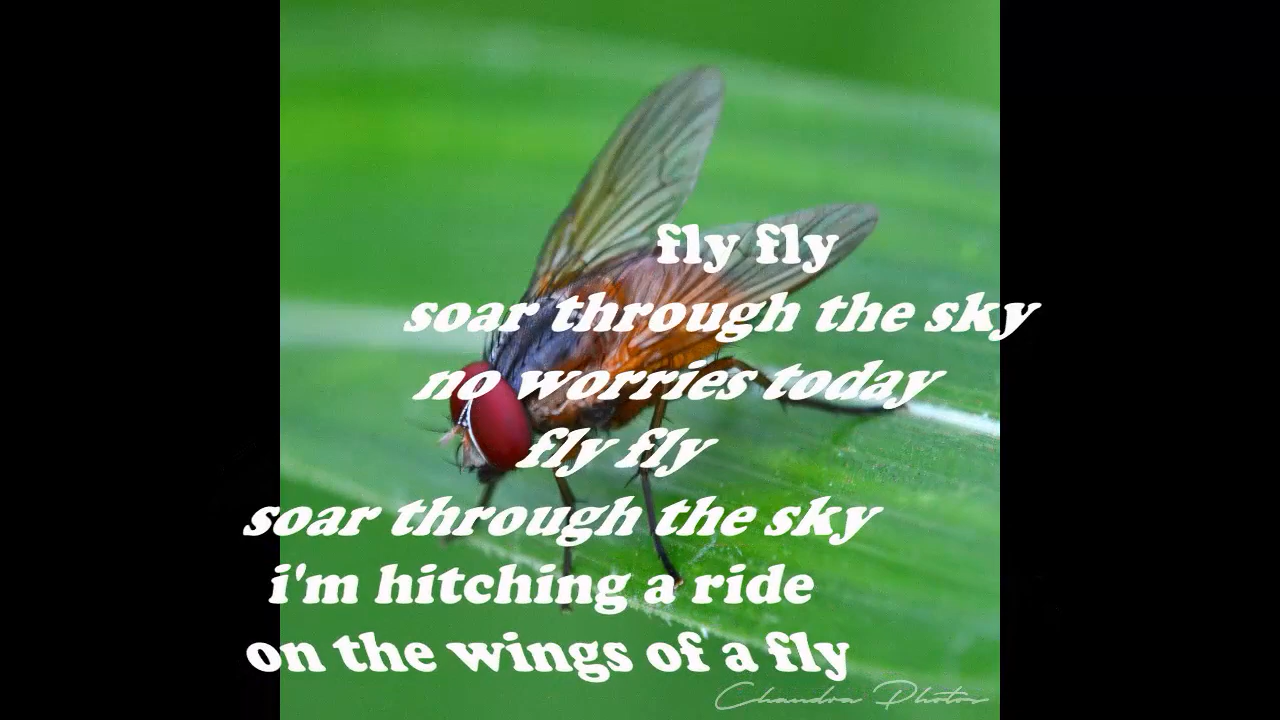 fly fly
soar through the sky
no worries today
fly fly
soar through the sky
i'm hitching a ride
on the wings of a fly
Chandra Photos